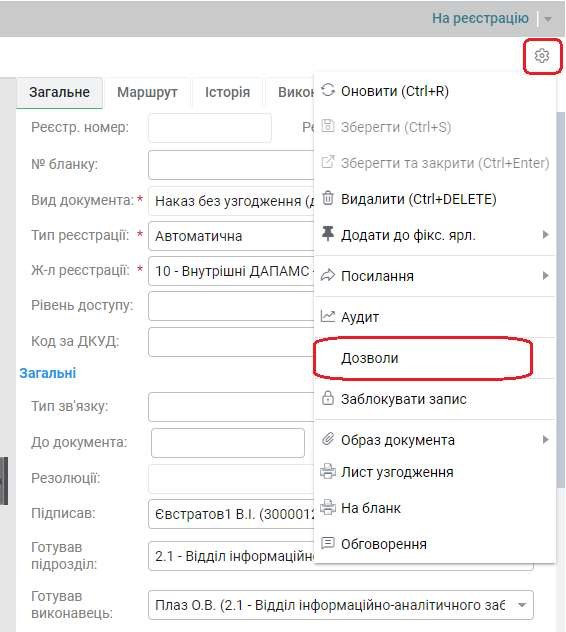 На реєстрацію
Загальне Маршрут Історія Викон
Реєстр. номер: Ре
№ бланку:
Вид документа: * Наказ без узгодження (д
Тип реєстрації: * Автоматична
Ж-л реєстрації: * 10 - Внутрішні ДАПАМС -
Рівень доступу:
Код за ДКУД:
Загальні
Тип зв'язку:
До документа:
Резолюції:
Підписав: Євстратов1 В.І. (3000012
Готував
підрозділ: 2.1 - Відділ інформаційн
Готував
виконавець: Плаз О.В. (2.1 - Відділ інформаційно-аналітичного заб
Оновити (Ctrl+R)
Зберегти (Ctrl+S)
Зберегти та закрити (Ctrl+Enter)
Видалити (Ctrl+DELETE)
Додати до фікс. ярл.
Посилання
Аудит
Дозволи
Заблокувати запис
Образ документа
Лист узгодження
На бланк
Обговорення